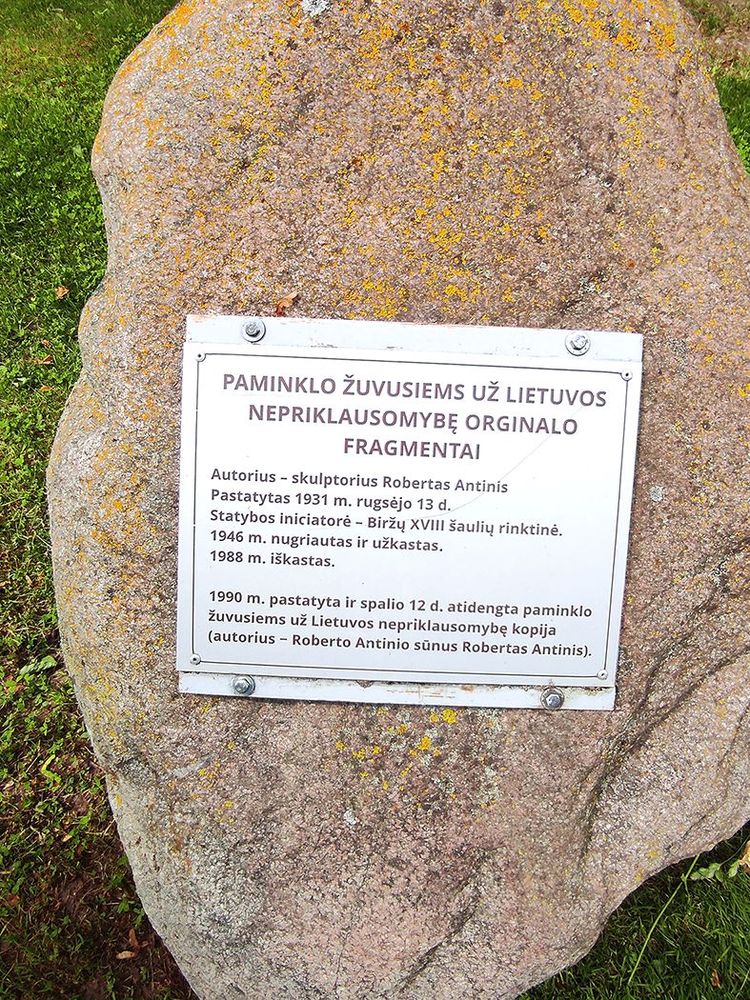 PAMINKLO ŽUVUSIEMS UŽ LIETUVOS
NEPRIKLAUSOMYBĘ ORGINALO
FRAGMENTAI
Autorius – skulptorius Robertas Antinis
Pastatytas 1931 m. rugsėjo 13 d.
Statybos iniciatorė – Biržų XVIII šaulių rinktinė.
1946 m. nugriautas ir užkastas.
1988 m. iškastas.
1990 m. pastatyta ir spalio 12 d. atidengta paminklo
žuvusiems už Lietuvos nepriklausomybę kopija
(autorius – Roberto Antinio sūnus Robertas Antinis).